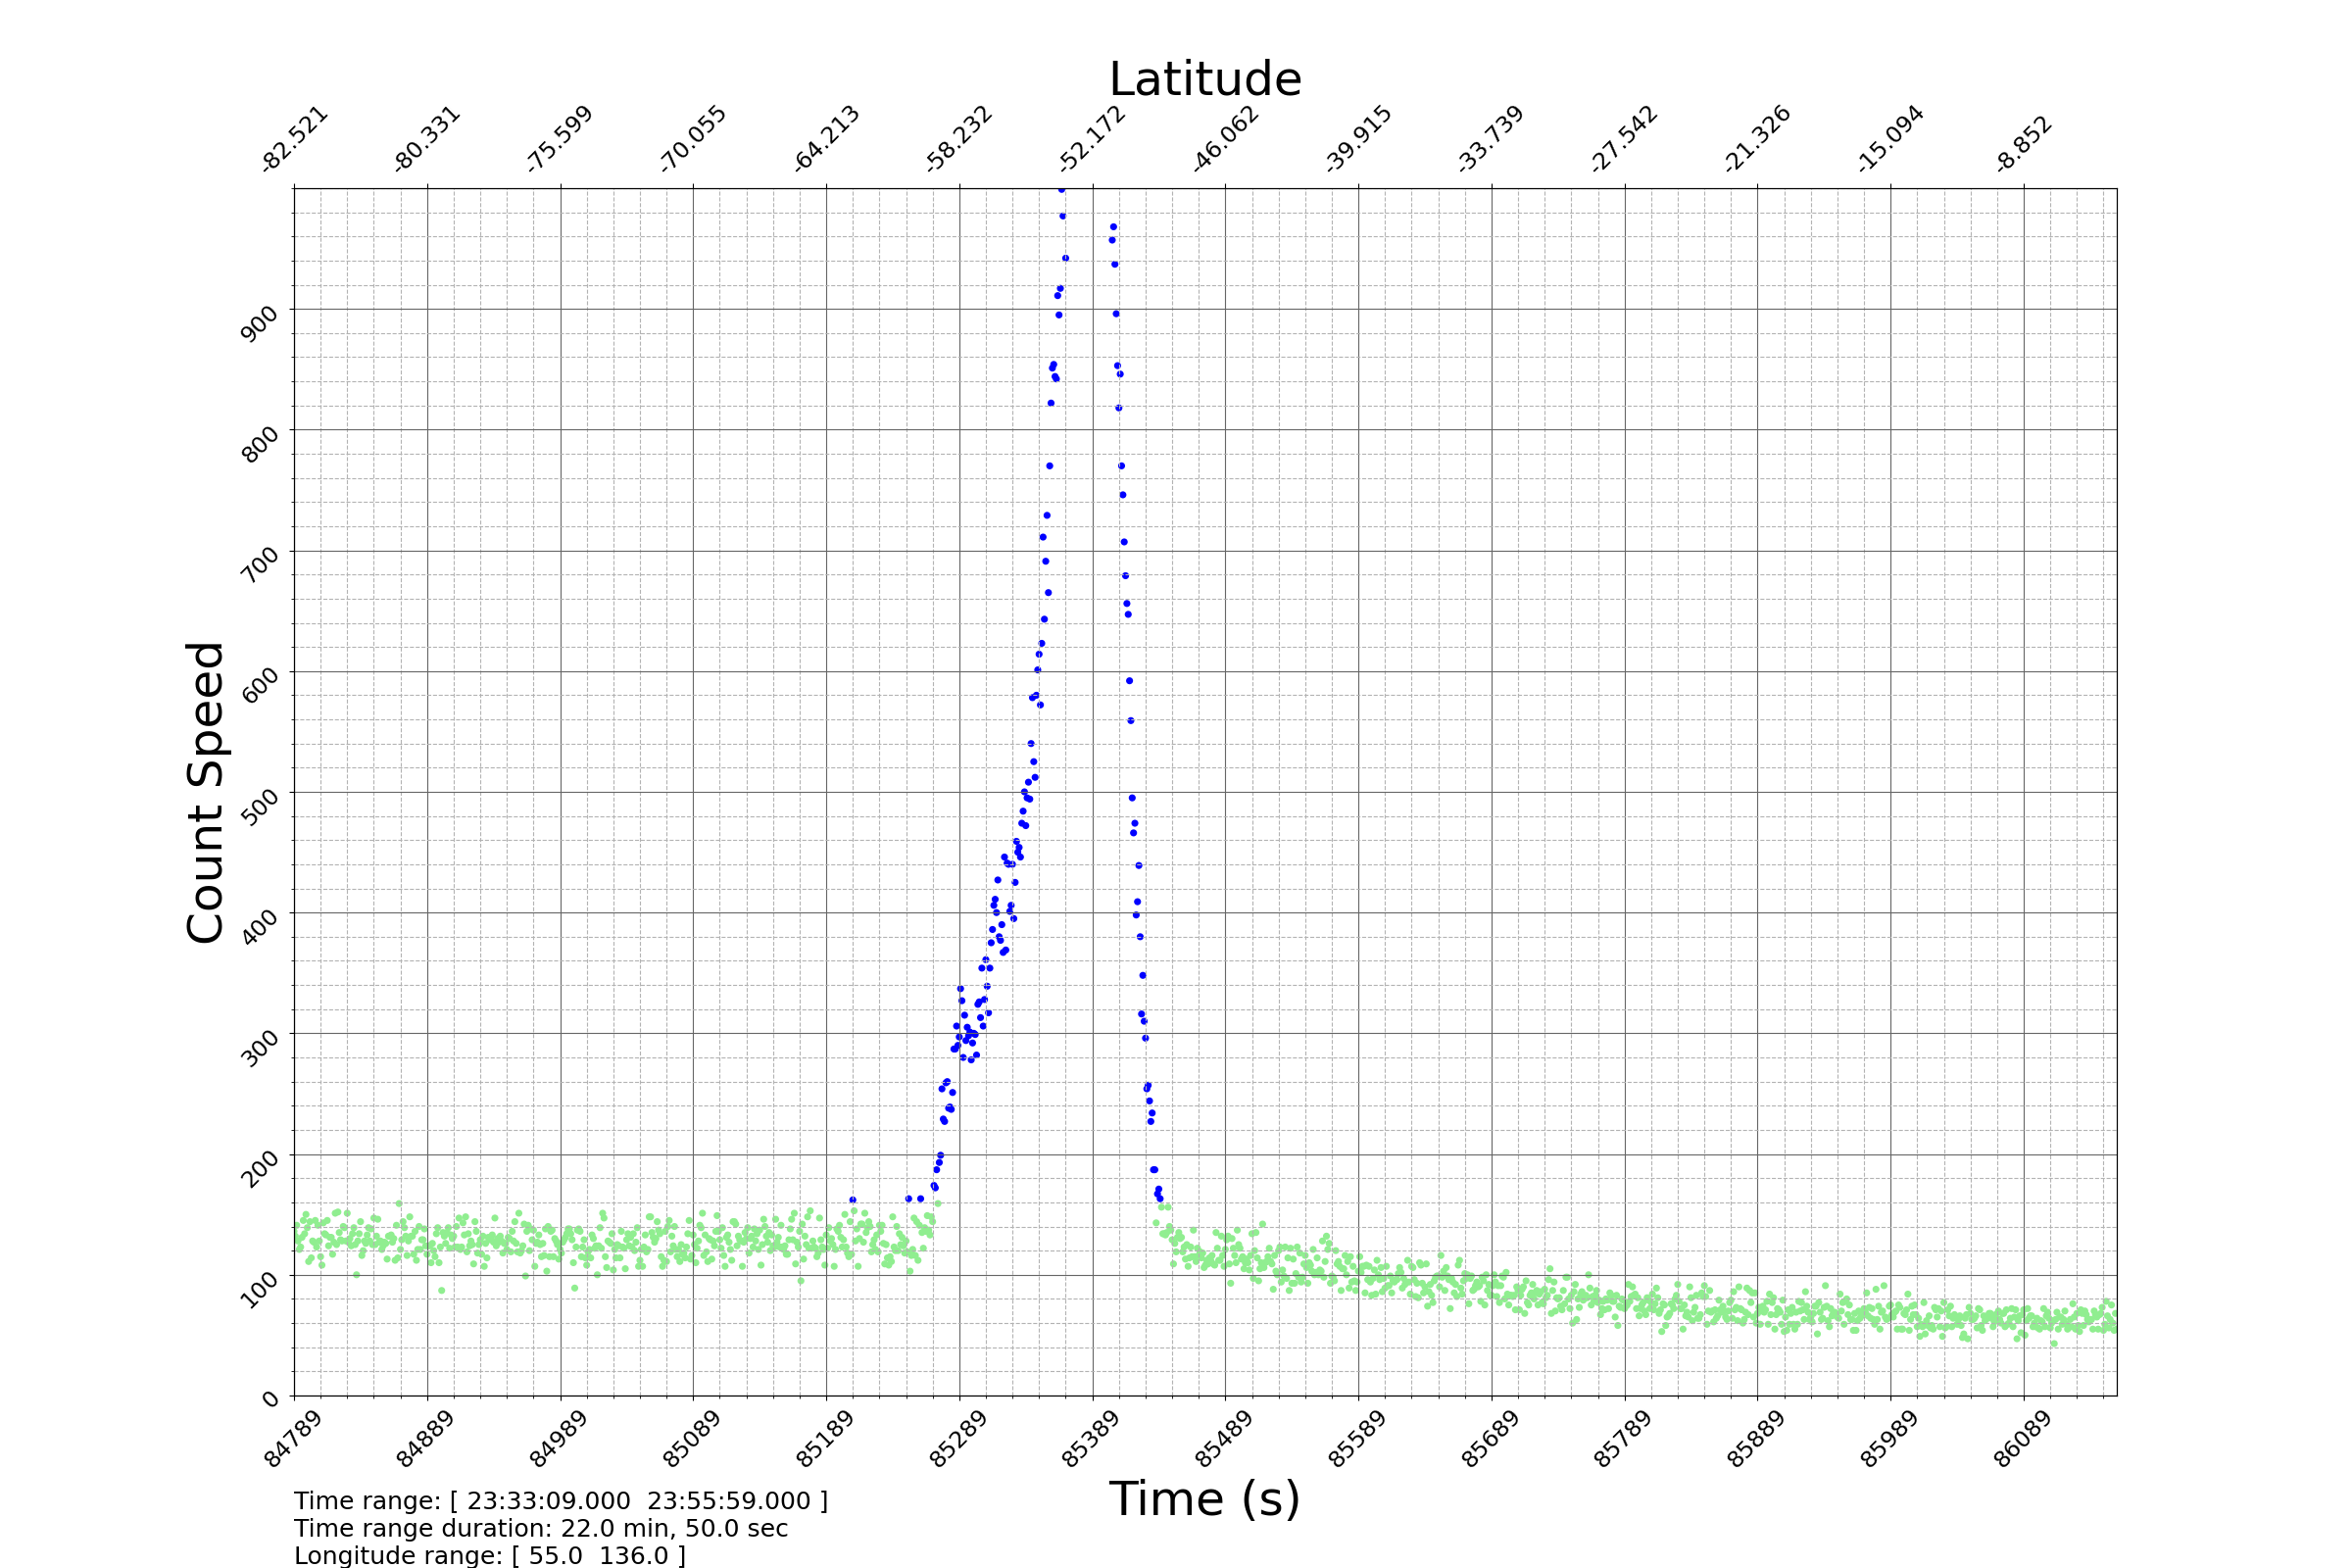 Latitude
-82.521 -80.331 -75.599 -70.055 -64.213 -58.232 -52.172 -46.062 -39.915 -33.739 -27.542 -21.326 -15.094 -8.852
Count Speed
900
800
700
600
500
400
300
200
100
0
84789 84889 84989 85089 85189 85289 85389 85489 85589 85689 85789 85889 85989 86089
Time (s)
Time range: [ 23:33:09.000  23:55:59.000 ]
Time range duration: 22.0 min, 50.0 sec
Longitude range: [ 55.0  136.0 ]